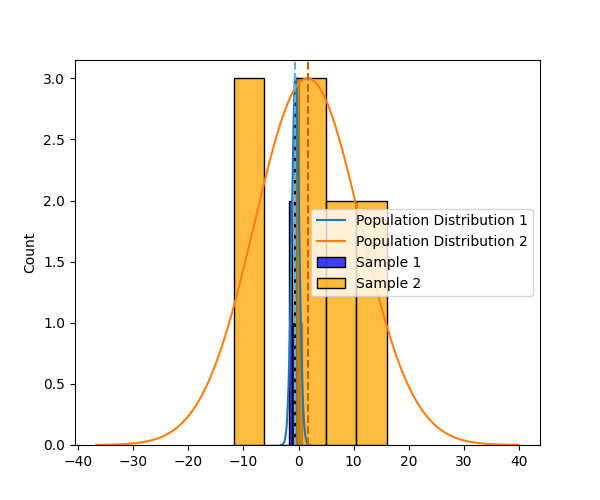 3.0
2.5
2.0
1.5
1.0
0.5
0.0
Count
Population Distribution 1
Population Distribution 2
Sample 1
Sample 2
−40 −30 −20 −10 0 10 20 30 40